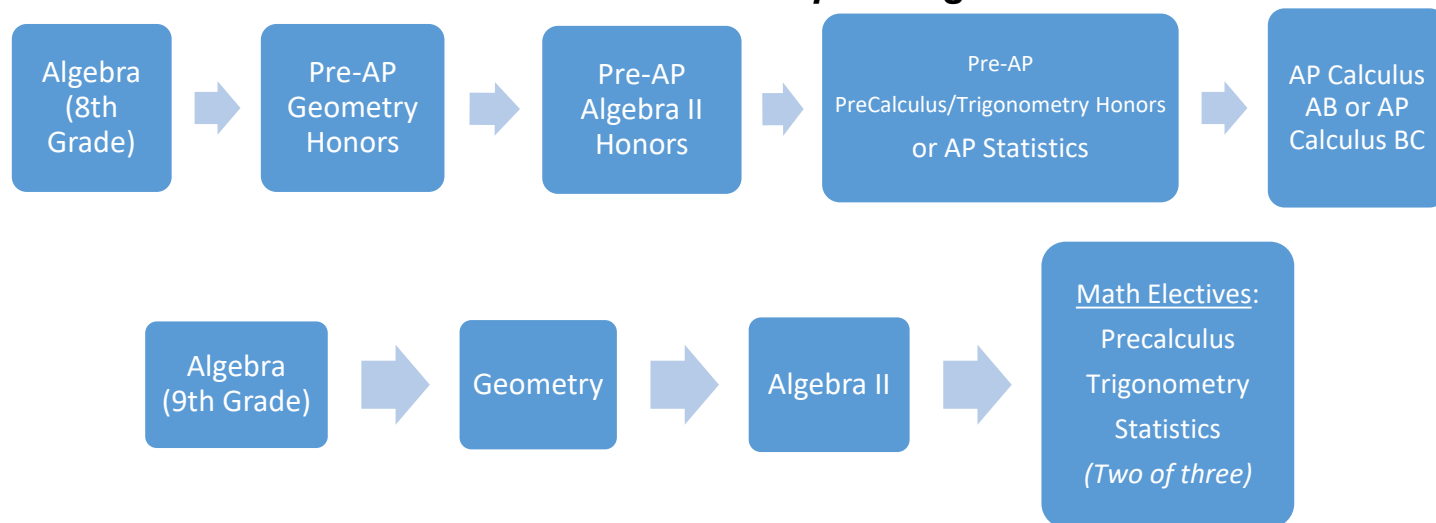 Algebra
(8th
Grade)
Pre-AP
Geometry
Honors
Pre-AP
Algebra II
Honors
Pre-AP
PreCalculus/Trigonometry Honors
or AP Statistics
AP Calculus
AB or AP
Calculus BC
Algebra
(9th Grade)
Geometry
Algebra II
Math Electives:
Precalculus
Trigonometry
Statistics
(Two of three)